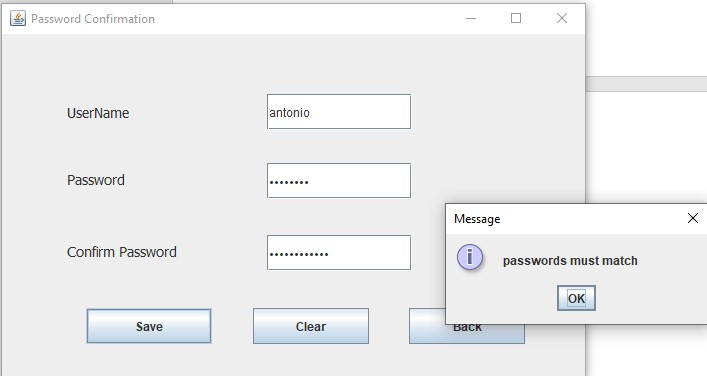 Password Confirmation
UserName
antonio
Password
••••••••
Message
passwords must match
OK
Confirm Password
••••••••••••
Save
Clear
Back